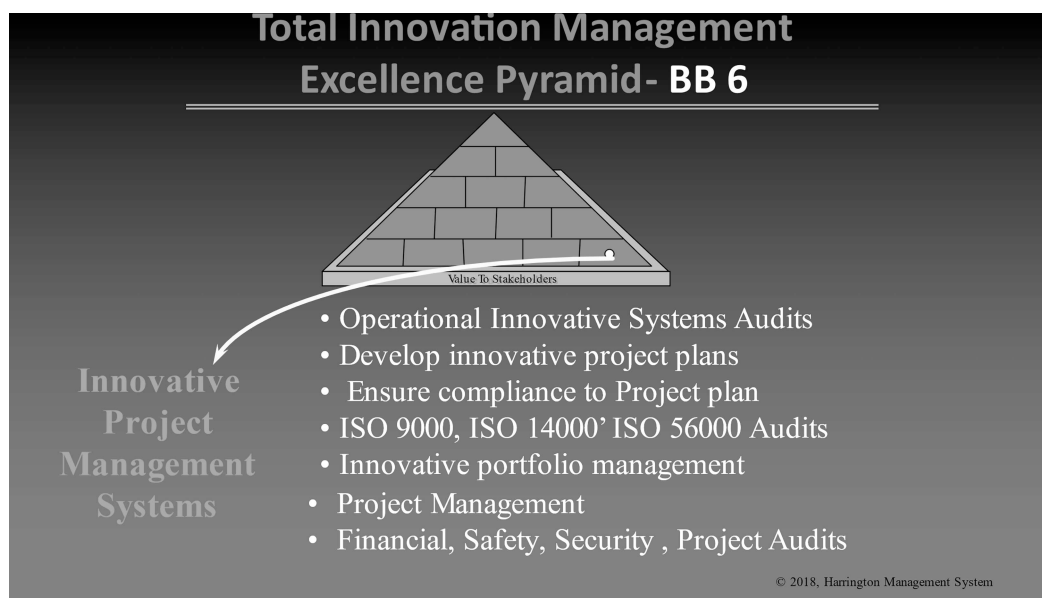 Total Innovation Management
Excellence Pyramid- BB 6
Value To Stakeholders
Innovative
Project
Management
Systems
• Operational Innovative Systems Audits
• Develop innovative project plans
• Ensure compliance to Project plan
• ISO 9000, ISO 14000’ ISO 56000 Audits
• Innovative portfolio management
• Project Management
• Financial, Safety, Security , Project Audits
© 2018, Harrington Management System